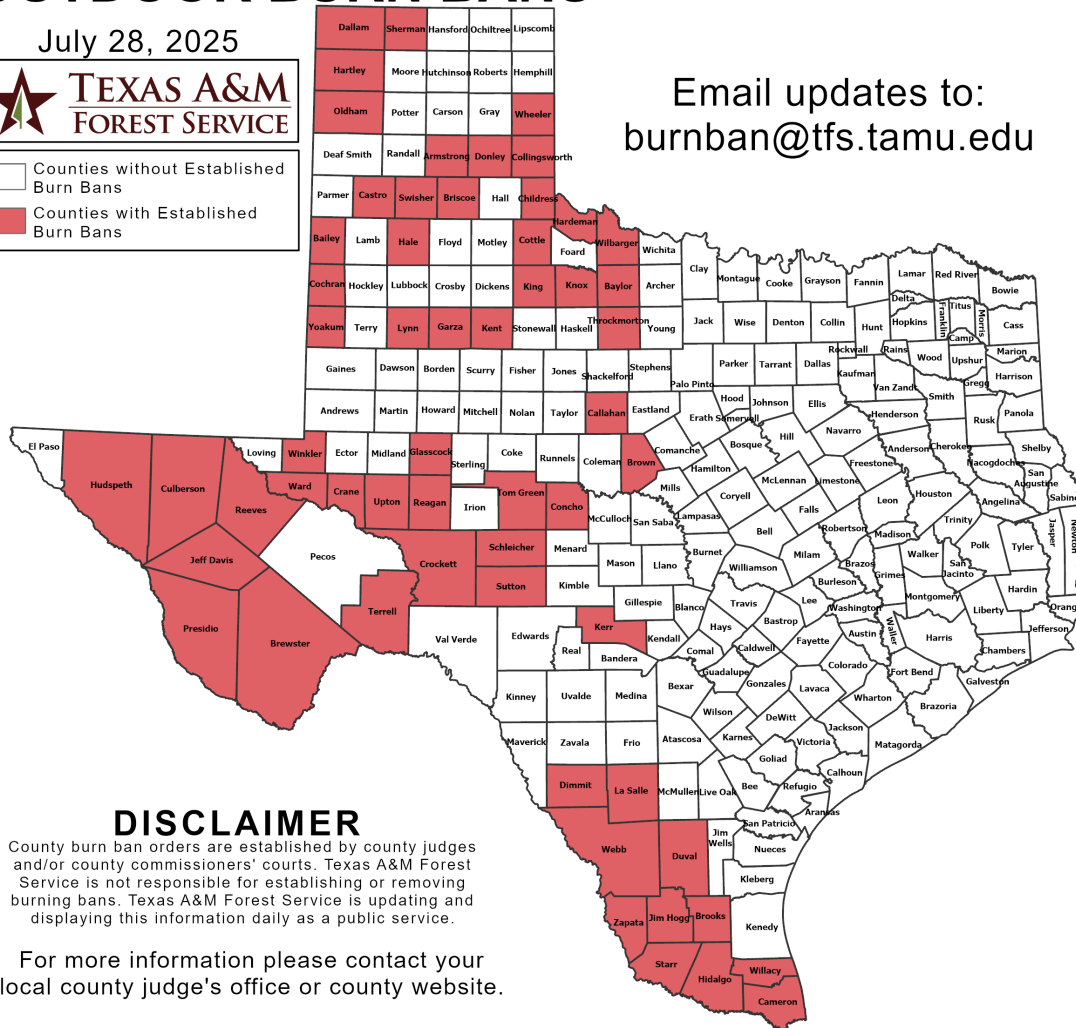 OUTDOOR BURN BANS
July 28, 2025
TEXAS A&M
FOREST SERVICE
Counties without Established
Burn Bans
Counties with Established
Burn Bans
Email updates to:
burnban@tfs.tamu.edu
Dallam Sherman Hansford Ochiltree Lipscomb
Hartley Moore Hutchinson Roberts Hemphill
Oldham Potter Carson Gray Wheeler
Deaf Smith Randall Armstrong Donley Collingsworth
Parmer Castro Swisher Briscoe Hall Childress
Hardeman
Bailey Lamb Hale Floyd Motley Cottle Foard Wilbarger Wichita
Clay Montague Cooke Grayson Fannin Lamar Red River Bowie
Cochran Hockley Lubbock Crosby Dickens King Knox Baylor Archer
Delta Franklin Titus Morris Cass
Yoakum Terry Lynn Garza Kent Stonewall Haskell Throckmorton Young Jack Wise Denton Collin Hunt Hopkins
Camp
Rockwall Rains Wood Upshur Marion
Gaines Dawson Borden Scurry Fisher Jones Shackelford Stephens Palo Pinto Parker Tarrant Dallas Kaufman Van Zandt Gregg Harrison
Andrews Martin Howard Mitchell Nolan Taylor Callahan Eastland Erath Hood Somervell Johnson Ellis Henderson Smith Rusk Panola
El Paso Loving Winkler Ector Midland Glasscock Sterling Coke Runnels Coleman Brown Comanche Bosque Hill Navarro Anderson Cherokee Shelby
Hudspeth Culberson Reeves Ward Crane Upton Reagan Irion Tom Green Concho Mills Hamilton Coryell McLennan Limestone Freestone Leon Houston Nacogdoches San Augustine Sabine
McCulloch San Saba Lampasas Bell Falls Robertson Madison Trinity Angelina Jasper Newton
Jeff Davis Pecos Crockett Schleicher Menard Mason Llano Burnet Williamson Milam Brazos Grimes Walker San Jacinto Polk Tyler
Sutton Kimble Burleson Montgomery Hardin
Presidio Brewster Terrell Val Verde Edwards Kerr Gillespie Blanco Travis Lee Washington Liberty Orang
Real Bandera Kendall Hays Bastrop Fayette Austin Waller Harris Jefferson
Comal Caldwell Chambers
Kinney Uvalde Medina Bexar Guadalupe Gonzales Lavaca Colorado Fort Bend Galveston
Wilson DeWitt Wharton Brazoria
Maverick Zavala Frio Atascosa Karnes Victoria Jackson Matagorda
Goliad Calhoun
Dimmit La Salle McMullen Live Oak Bee Refugio
Aransas
San Patricio
Webb Duval Jim Wells Nueces
Kleberg
Zapata Jim Hogg Brooks Kenedy
Starr Hidalgo Willacy
Cameron
DISCLAIMER
County burn ban orders are established by county judges
and/or county commissioners' courts. Texas A&M Forest
Service is not responsible for establishing or removing
burning bans. Texas A&M Forest Service is updating and
displaying this information daily as a public service.
For more information please contact your
local county judge's office or county website.